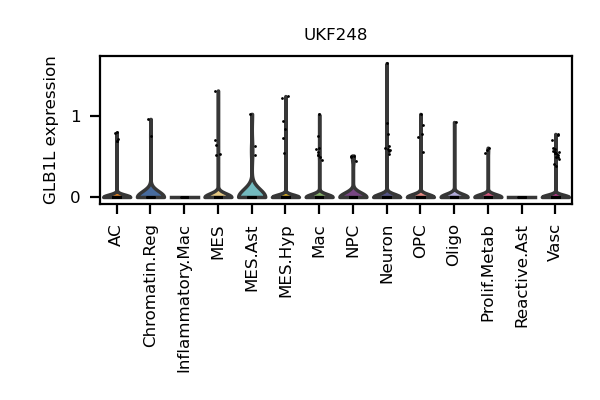 UKF248
GLB1L expression
1
0
AC
Chromatin.Reg
Inflammatory.Mac
MES
MES.Ast
MES.Hyp
Mac
NPC
Neuron
OPC
Oligo
Prolif.Metab
Reactive.Ast
Vasc